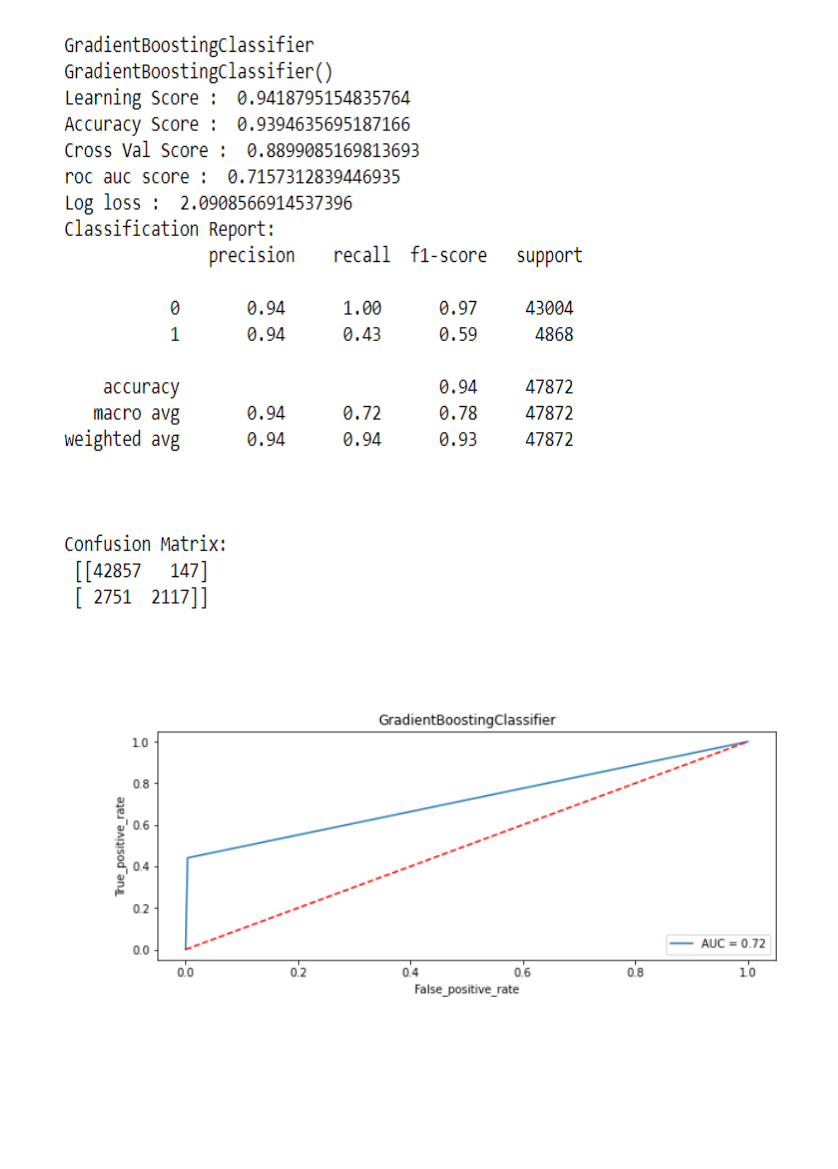 GradientBoostingClassifier
GradientBoostingClassifier()
Learning Score :  0.9418795154835764
Accuracy Score :  0.9394635695187166
Cross Val Score :  0.8899085169813693
roc auc score :  0.7157312839446935
Log loss :  2.0908566914537396
Classification Report:
precision    recall  f1-score   support
0       0.94      1.00      0.97     43004
1       0.94      0.43      0.59      4868
accuracy                           0.94     47872
macro avg       0.94      0.72      0.78     47872
weighted avg       0.94      0.94      0.93     47872
Confusion Matrix:
[[42857   147]
[ 2751  2117]]
GradientBoostingClassifier
1.0
0.8
0.6
0.4
0.2
0.0
True_positive_rate
AUC = 0.72
0.0 0.2 0.4 0.6 0.8 1.0
False_positive_rate